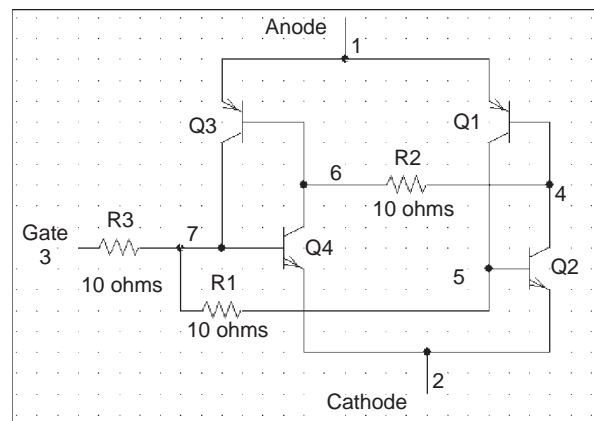 Anode
1
Q3
Q1
6
R2
4
10 ohms
Gate
3
R3
7
Q4
10 ohms
R1
10 ohms
5
Q2
2
Cathode